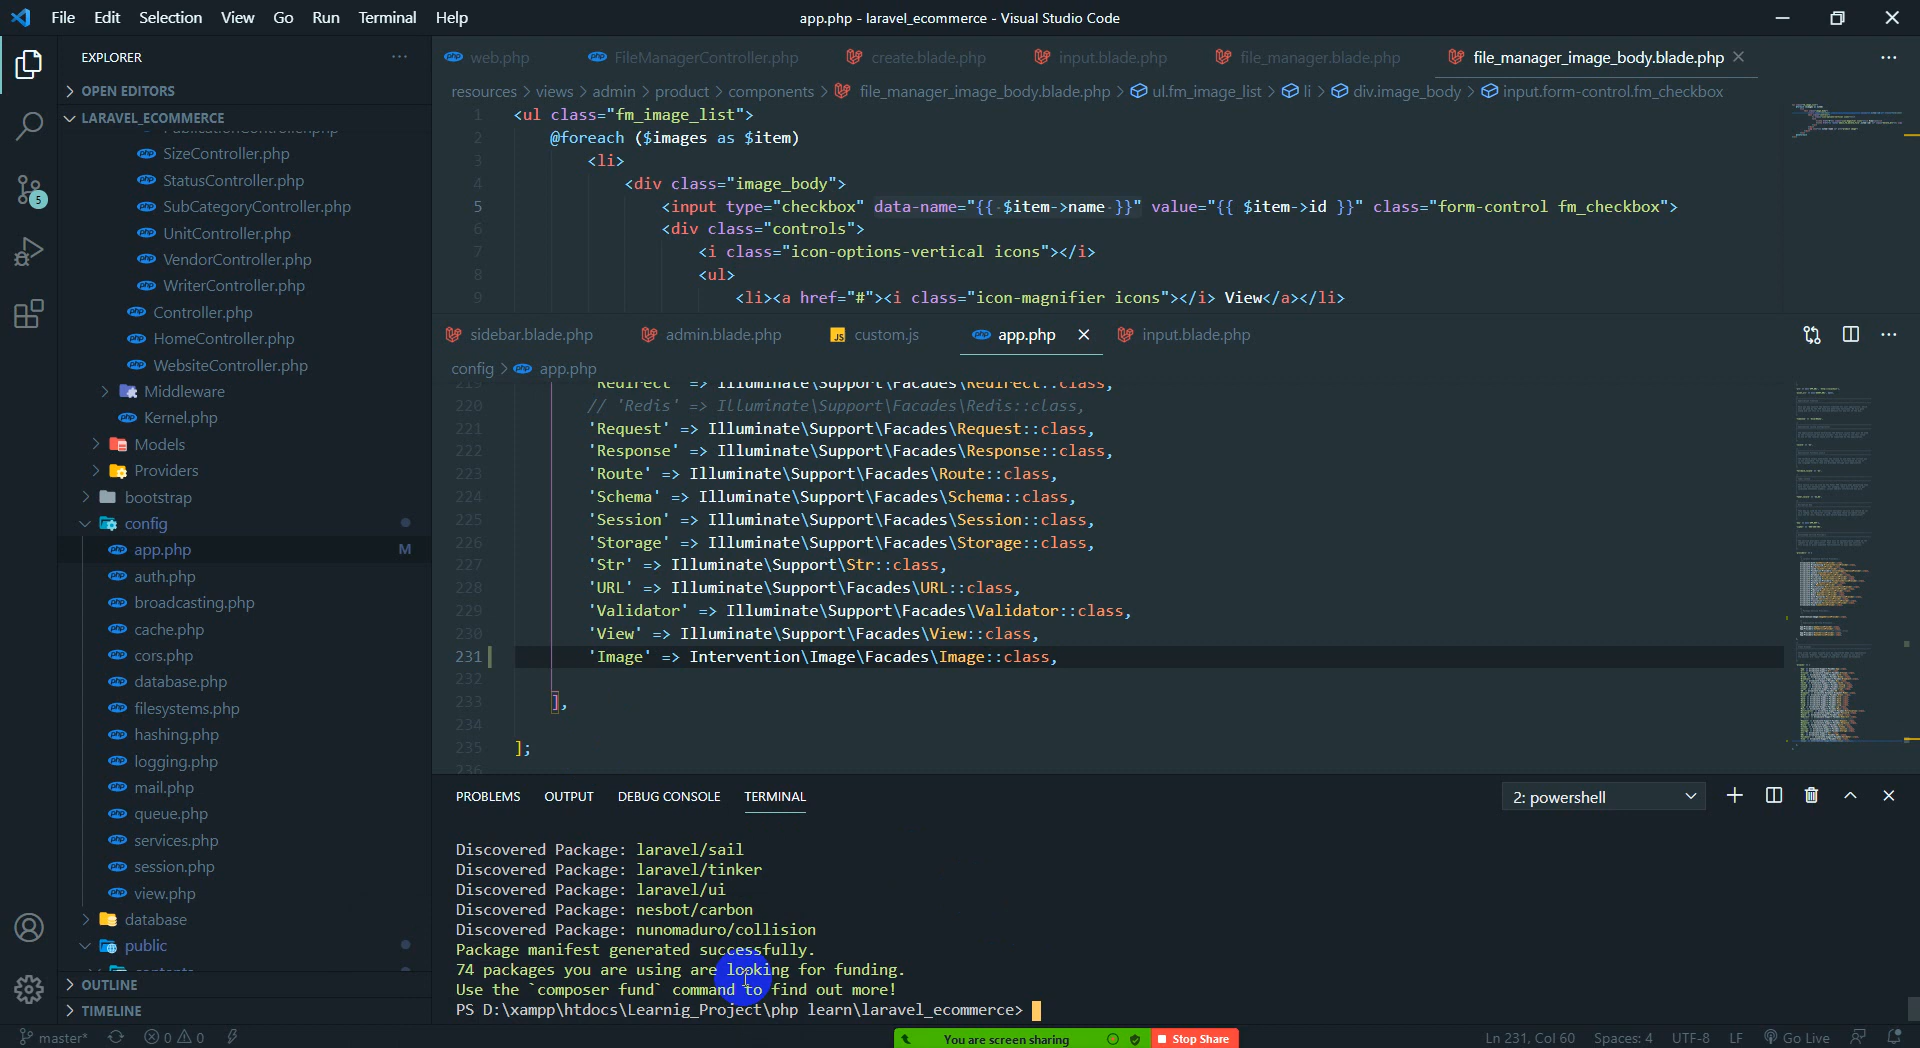 File Edit Selection View Go Run Terminal Help
app.php - laravel_ecommerce - Visual Studio Code
EXPLORER
OPEN EDITORS
LARAVEL_ECOMMERCE
SizeController.php
StatusController.php
SubCategoryController.php
UnitController.php
VendorController.php
WriterController.php
Controller.php
HomeController.php
WebsiteController.php
Middleware
Kernel.php
Models
Providers
bootstrap
config
app.php M
auth.php
broadcasting.php
cache.php
cors.php
database.php
filesystems.php
hashing.php
logging.php
mail.php
queue.php
services.php
session.php
view.php
database
public
OUTLINE
TIMELINE
5
web.php FileManagerController.php create.blade.php input.blade.php file_manager.blade.php file_manager_image_body.blade.php
resources > views > admin > product > components > file_manager_image_body.blade.php > ul.fm_image_list > li > div.image_body > input.form-control.fm_checkbox
1 <ul class="fm_image_list">
2 @foreach ($images as $item)
3 <li>
4 <div class="image_body">
5 <input type="checkbox" data-name="{{ $item->name }}" value="{{ $item->id }}" class="form-control fm_checkbox">
6 <div class="controls">
7 <i class="icon-options-vertical icons"></i>
8 <ul>
9 <li><a href="#"><i class="icon-magnifier icons"></i> View</a></li>
sidebar.blade.php admin.blade.php JS custom.js app.php input.blade.php
config > app.php
219 'Redirect' => Illuminate\Support\Facades\Redirect::class,
220 // 'Redis' => Illuminate\Support\Facades\Redis::class,
221 'Request' => Illuminate\Support\Facades\Request::class,
222 'Response' => Illuminate\Support\Facades\Response::class,
223 'Route' => Illuminate\Support\Facades\Route::class,
224 'Schema' => Illuminate\Support\Facades\Schema::class,
225 'Session' => Illuminate\Support\Facades\Session::class,
226 'Storage' => Illuminate\Support\Facades\Storage::class,
227 'Str' => Illuminate\Support\Str::class,
228 'URL' => Illuminate\Support\Facades\URL::class,
229 'Validator' => Illuminate\Support\Facades\Validator::class,
230 'View' => Illuminate\Support\Facades\View::class,
231 'Image' => Intervention\Image\Facades\Image::class,
232
233 ],
234
235 ];
236
PROBLEMS OUTPUT DEBUG CONSOLE TERMINAL
2: powershell
Discovered Package: laravel/sail
Discovered Package: laravel/tinker
Discovered Package: laravel/ui
Discovered Package: nesbot/carbon
Discovered Package: nunomaduro/collision
Package manifest generated successfully.
74 packages you are using are looking for funding.
Use the `composer fund` command to find out more!
PS D:\xampp\htdocs\Learnig_Project\php learn\laravel_ecommerce>
master* 0 0
You are screen sharing Stop Share
Ln 231, Col 60 Spaces: 4 UTF-8 LF Go Live